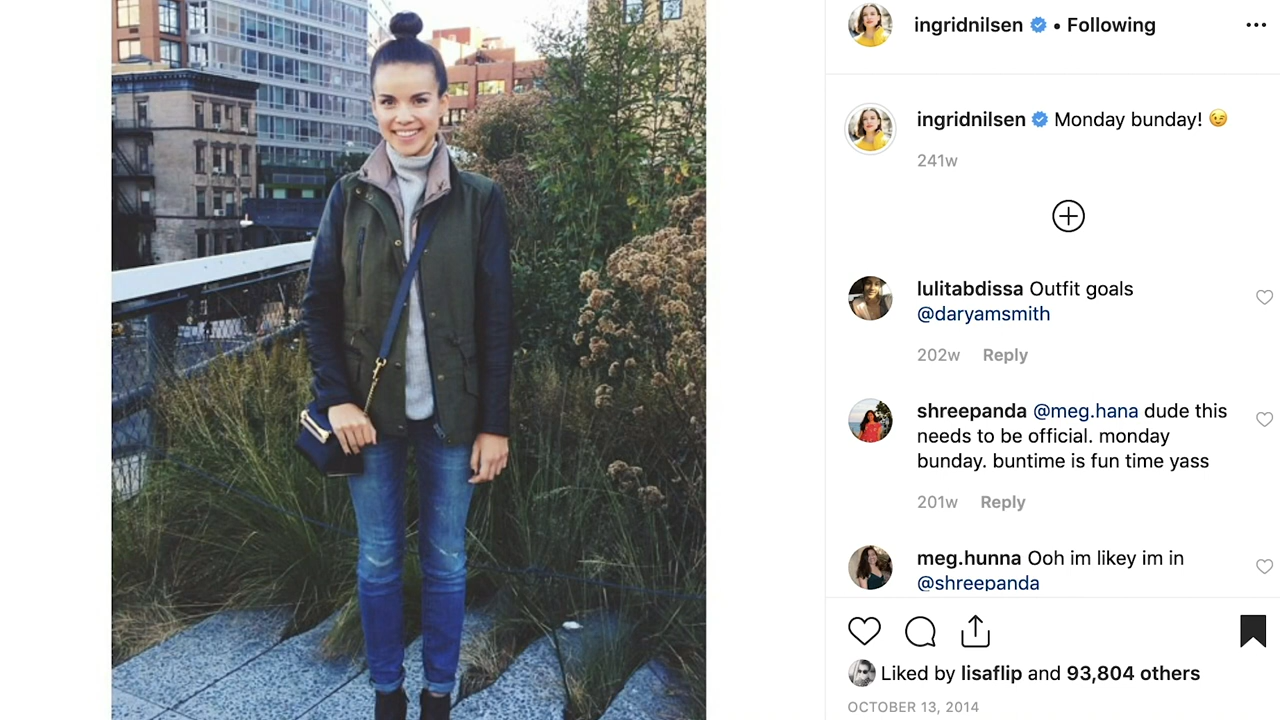 ingridnilsen • Following
ingridnilsen Monday bunday! 😉
241w
lulitabdissa Outfit goals
@daryamsmith
202w Reply
shreepanda @meg.hana dude this
needs to be official. monday
bunday. buntime is fun time yass
201w Reply
meg.hunna Ooh im likey im in
@shreepanda
Liked by lisaflip and 93,804 others
OCTOBER 13, 2014